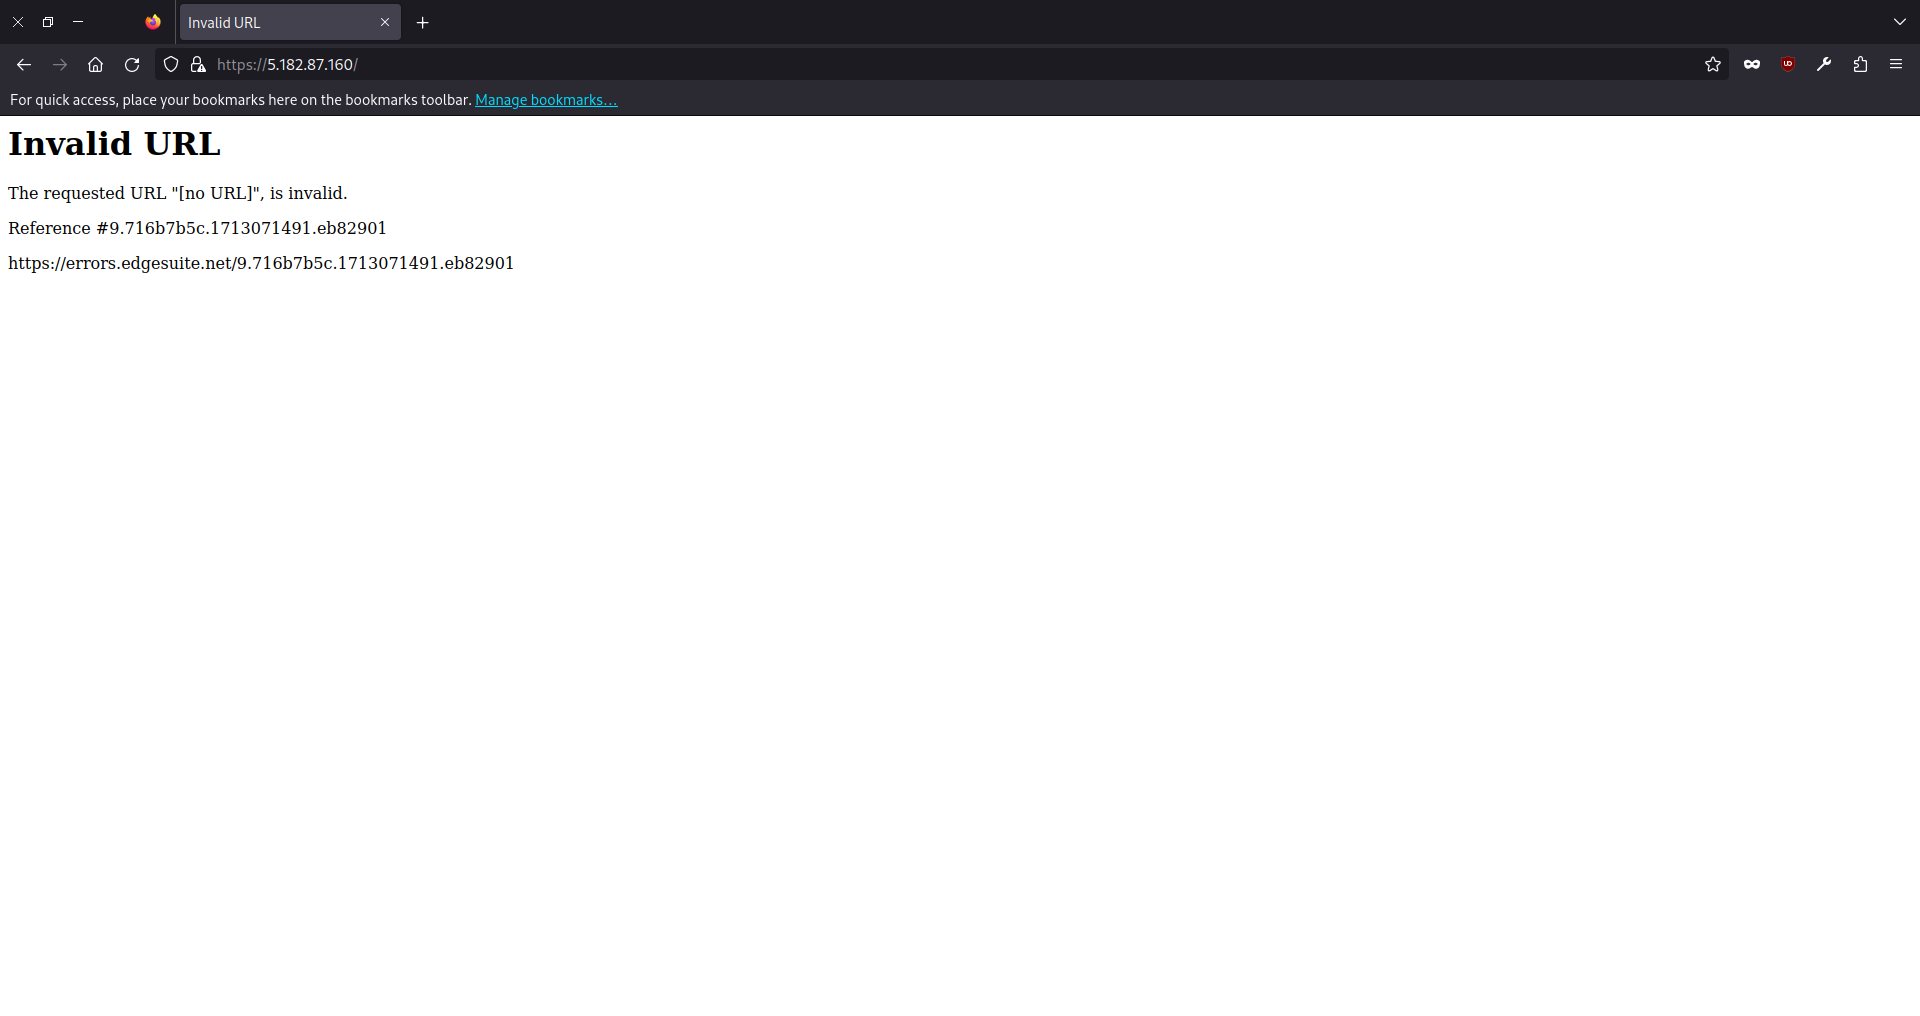 Invalid URL
https://5.182.87.160/
For quick access, place your bookmarks here on the bookmarks toolbar. Manage bookmarks…
Invalid URL
The requested URL "[no URL]", is invalid.
Reference #9.716b7b5c.1713071491.eb82901
https://errors.edgesuite.net/9.716b7b5c.1713071491.eb82901